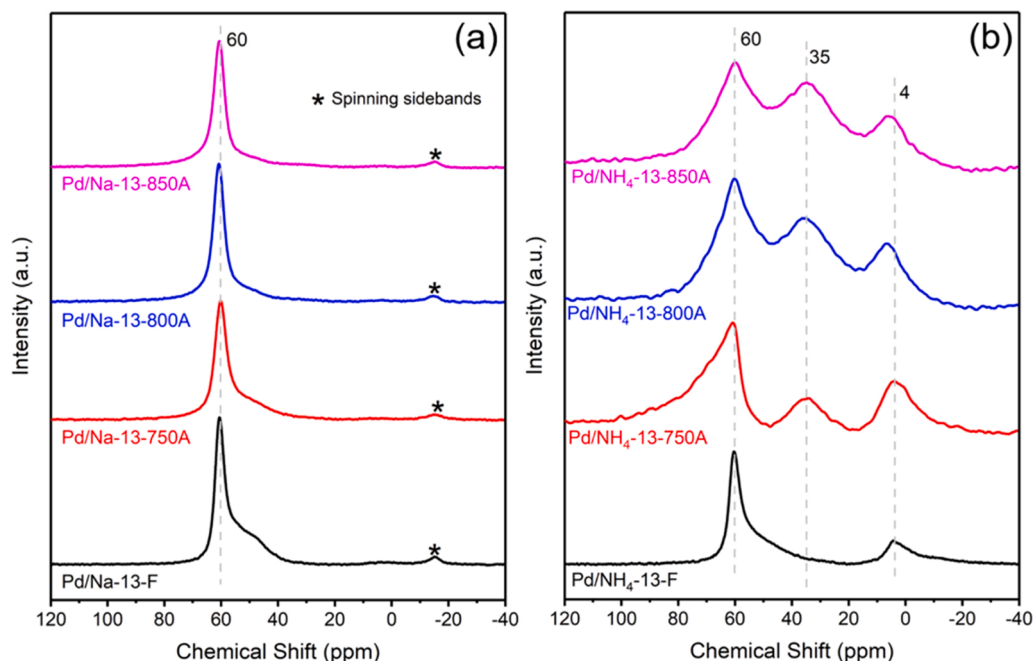 (a)
60
* Spinning sidebands
*
Pd/Na-13-850A
*
Pd/Na-13-800A
*
Pd/Na-13-750A
*
Pd/Na-13-F
Intensity (a.u.)
120 100 80 60 40 20 0 -20 -40
Chemical Shift (ppm)
(b)
60
35
4
Pd/NH₄-13-850A
Pd/NH₄-13-800A
Pd/NH₄-13-750A
Pd/NH₄-13-F
Intensity (a.u.)
120 100 80 60 40 20 0 -20 -40
Chemical Shift (ppm)